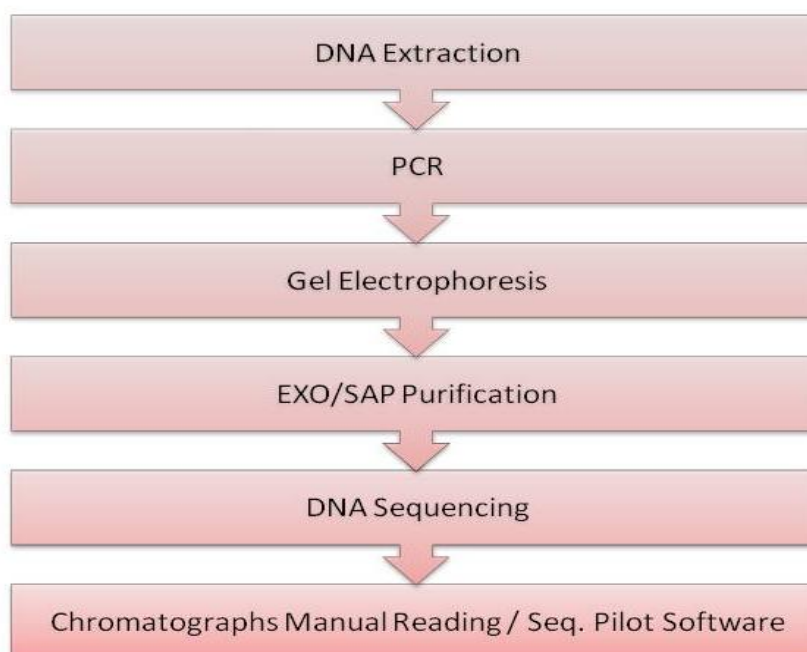 DNA Extraction
PCR
Gel Electrophoresis
EXO/SAP Purification
DNA Sequencing
Chromatographs Manual Reading / Seq. Pilot Software